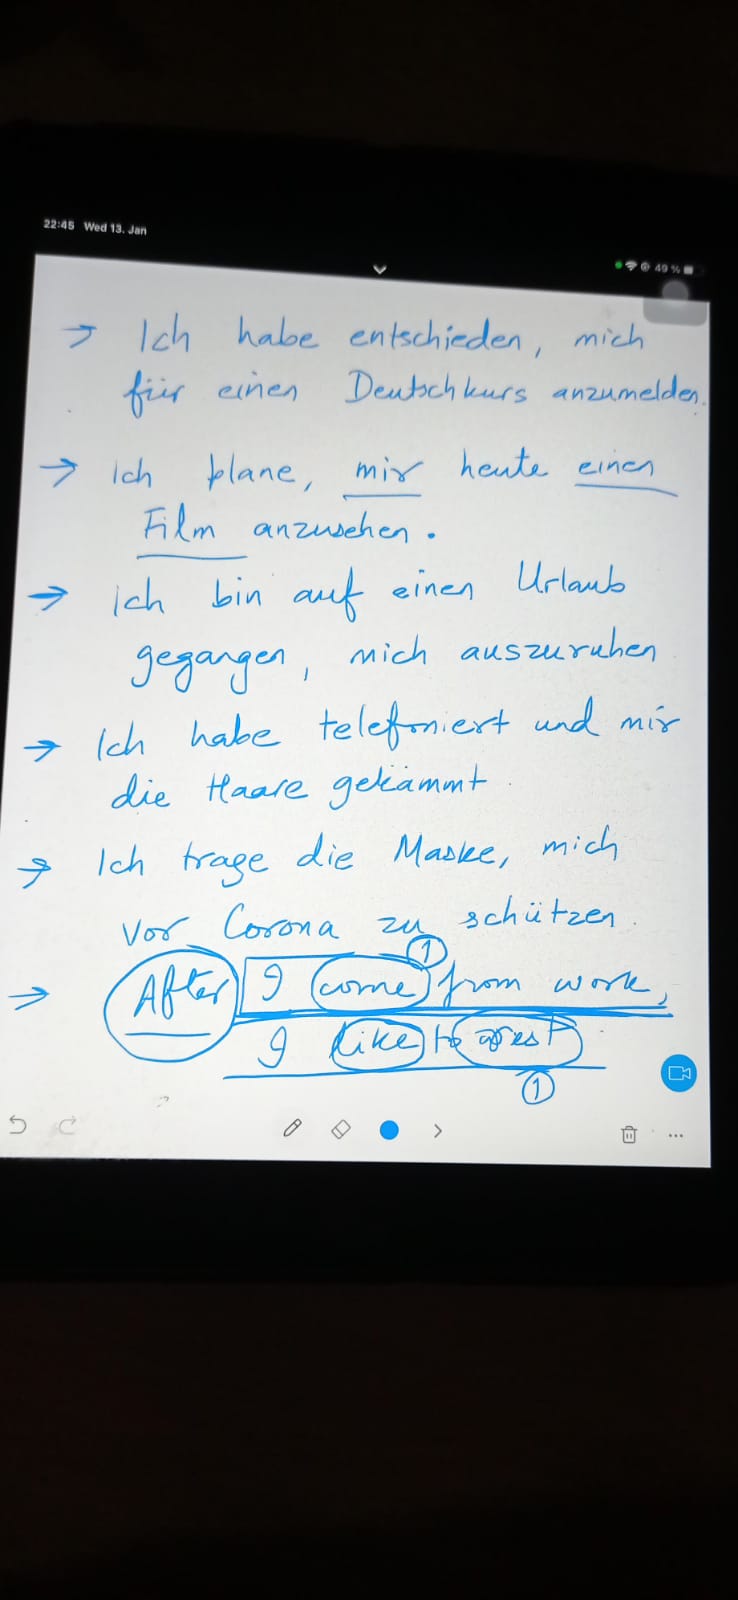 22:45 Wed 13. Jan
49 %
→ Ich habe entschieden, mich
für einen Deutschkurs anzumelden.
→ Ich plane, mir heute einen
Film anzusehen.
→ ich bin auf einen Urlaub
gegangen, mich auszuruhen
→ Ich habe telefoniert und mir
die Haare gekämmt.
→ Ich trage die Maske, mich
vor Corona zu schützen.
1
→ After I come from work,
I like to rest
1